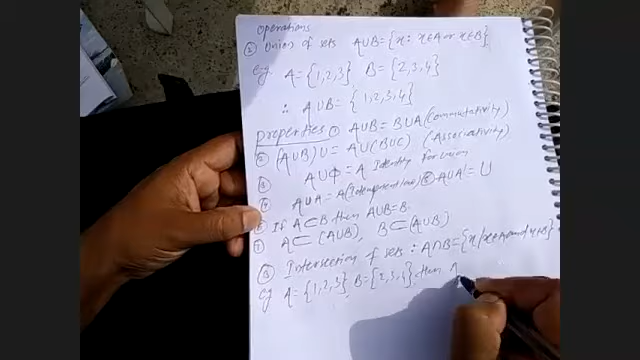 operations
① Union of sets A∪B={x: x∈A or x∈B}
eg A={1,2,3} B={2,3,4}
∴ A∪B={1,2,3,4}
properties ① A∪B=B∪A (Commutativity)
② (A∪B)∪=A∪(B∪C) (Associativity)
③ A∪Φ=A Identity for union
④ A∪A=A (Idempotent law) ⑤ A∪A'=U
⑥ If A⊂B then A∪B=B.
⑦ A⊂(A∪B), B⊂(A∪B)
② Intersection of sets: A∩B={x/x∈A and x∈B}
eg A={1,2,3} B={2,3,4} then A